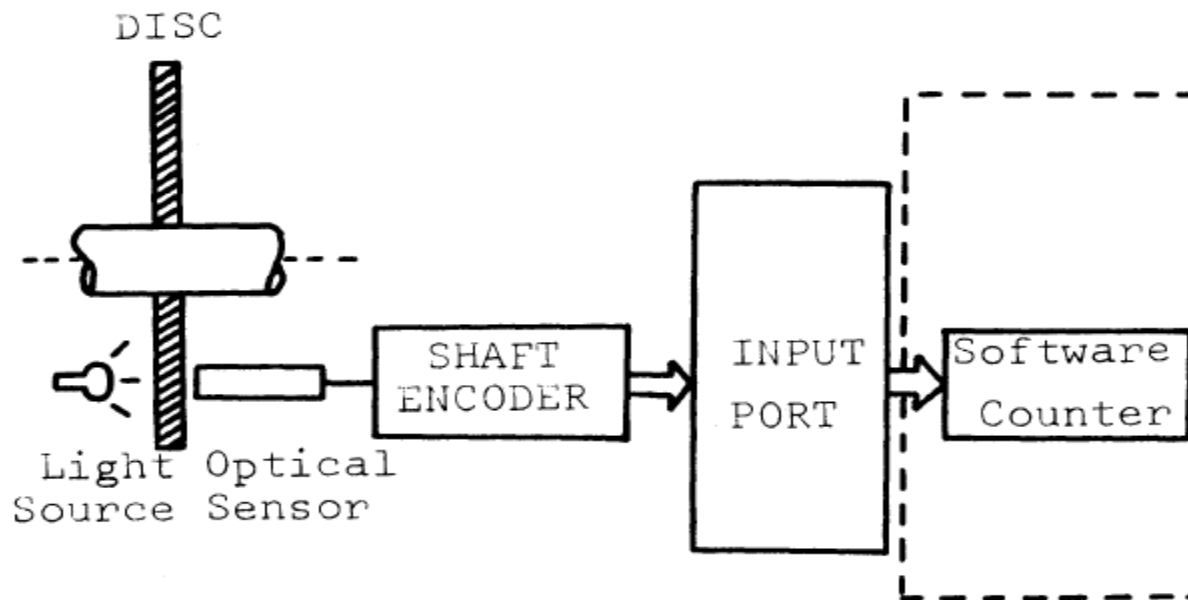 DISC
SHAFT
ENCODER
INPUT
PORT
Software
Counter
Light Optical
Source Sensor